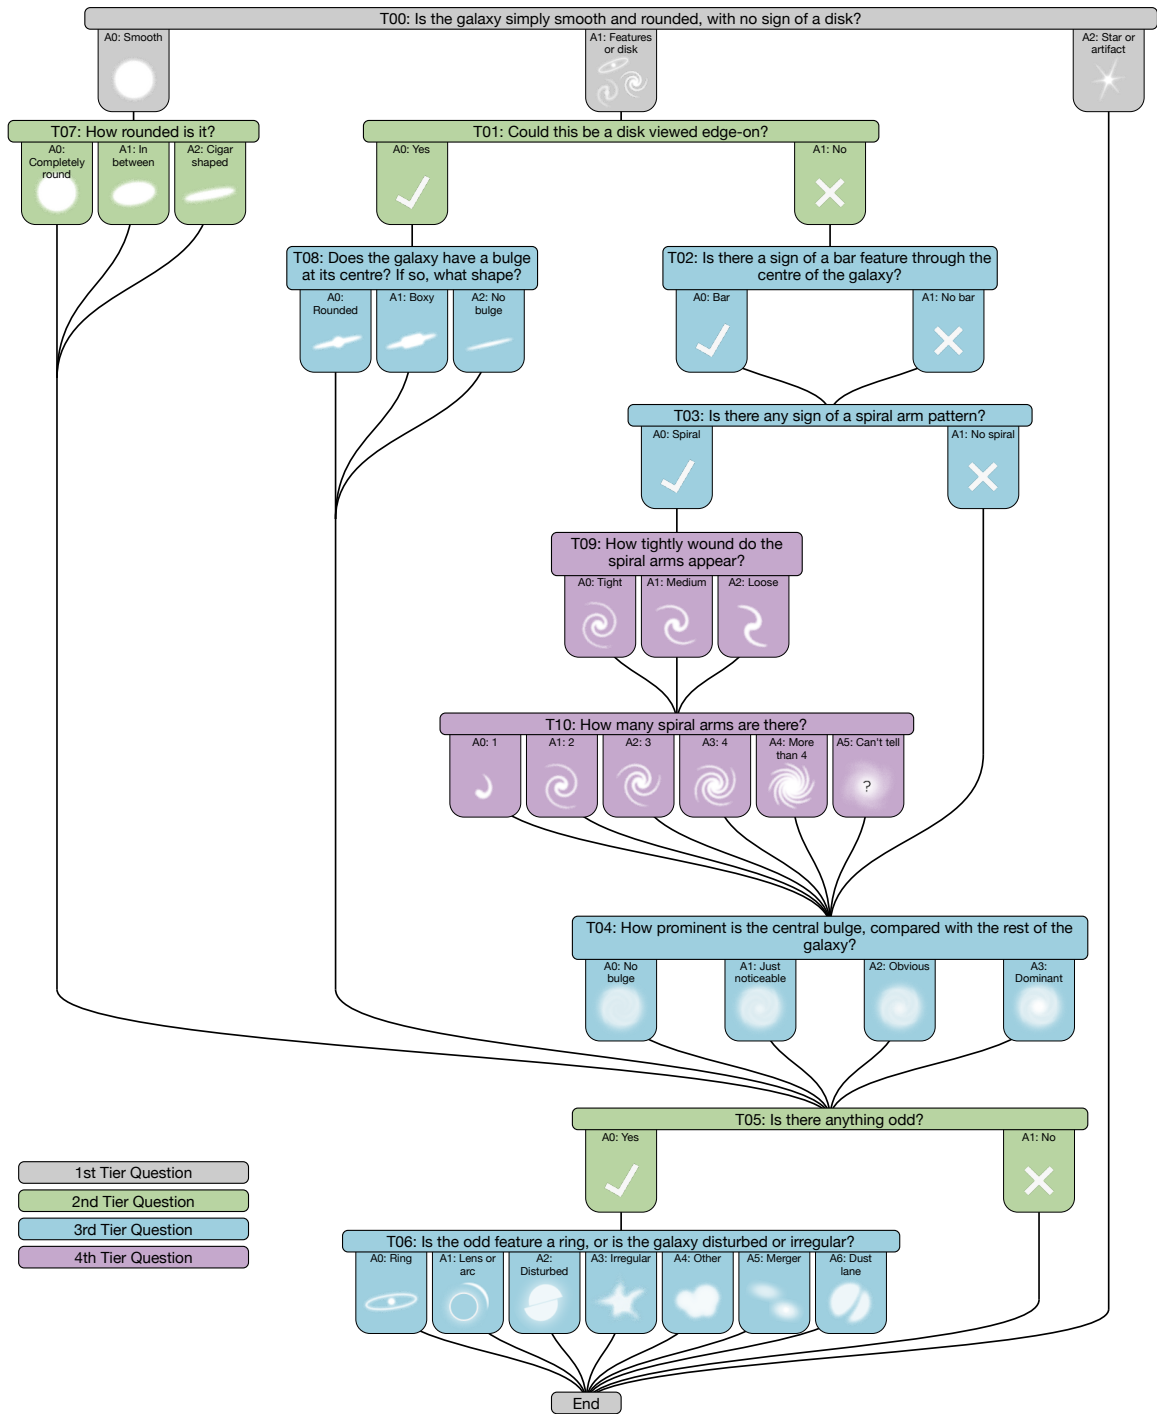 T00: Is the galaxy simply smooth and rounded, with no sign of a disk?
A0: Smooth
A1: Features
or disk
A2: Star or
artifact
T07: How rounded is it?
A0:
Completely
round
A1: In
between
A2: Cigar
shaped
T01: Could this be a disk viewed edge-on?
A0: Yes
A1: No
T08: Does the galaxy have a bulge
at its centre? If so, what shape?
A0:
Rounded
A1: Boxy
A2: No
bulge
T02: Is there a sign of a bar feature through the
centre of the galaxy?
A0: Bar
A1: No bar
T03: Is there any sign of a spiral arm pattern?
A0: Spiral
A1: No spiral
T09: How tightly wound do the
spiral arms appear?
A0: Tight
A1: Medium
A2: Loose
T10: How many spiral arms are there?
A0: 1
A1: 2
A2: 3
A3: 4
A4: More
than 4
A5: Can't tell
?
T04: How prominent is the central bulge, compared with the rest of the
galaxy?
A0: No
bulge
A1: Just
noticeable
A2: Obvious
A3:
Dominant
T05: Is there anything odd?
A0: Yes
A1: No
T06: Is the odd feature a ring, or is the galaxy disturbed or irregular?
A0: Ring
A1: Lens or
arc
A2:
Disturbed
A3: Irregular
A4: Other
A5: Merger
A6: Dust
lane
End
1st Tier Question
2nd Tier Question
3rd Tier Question
4th Tier Question